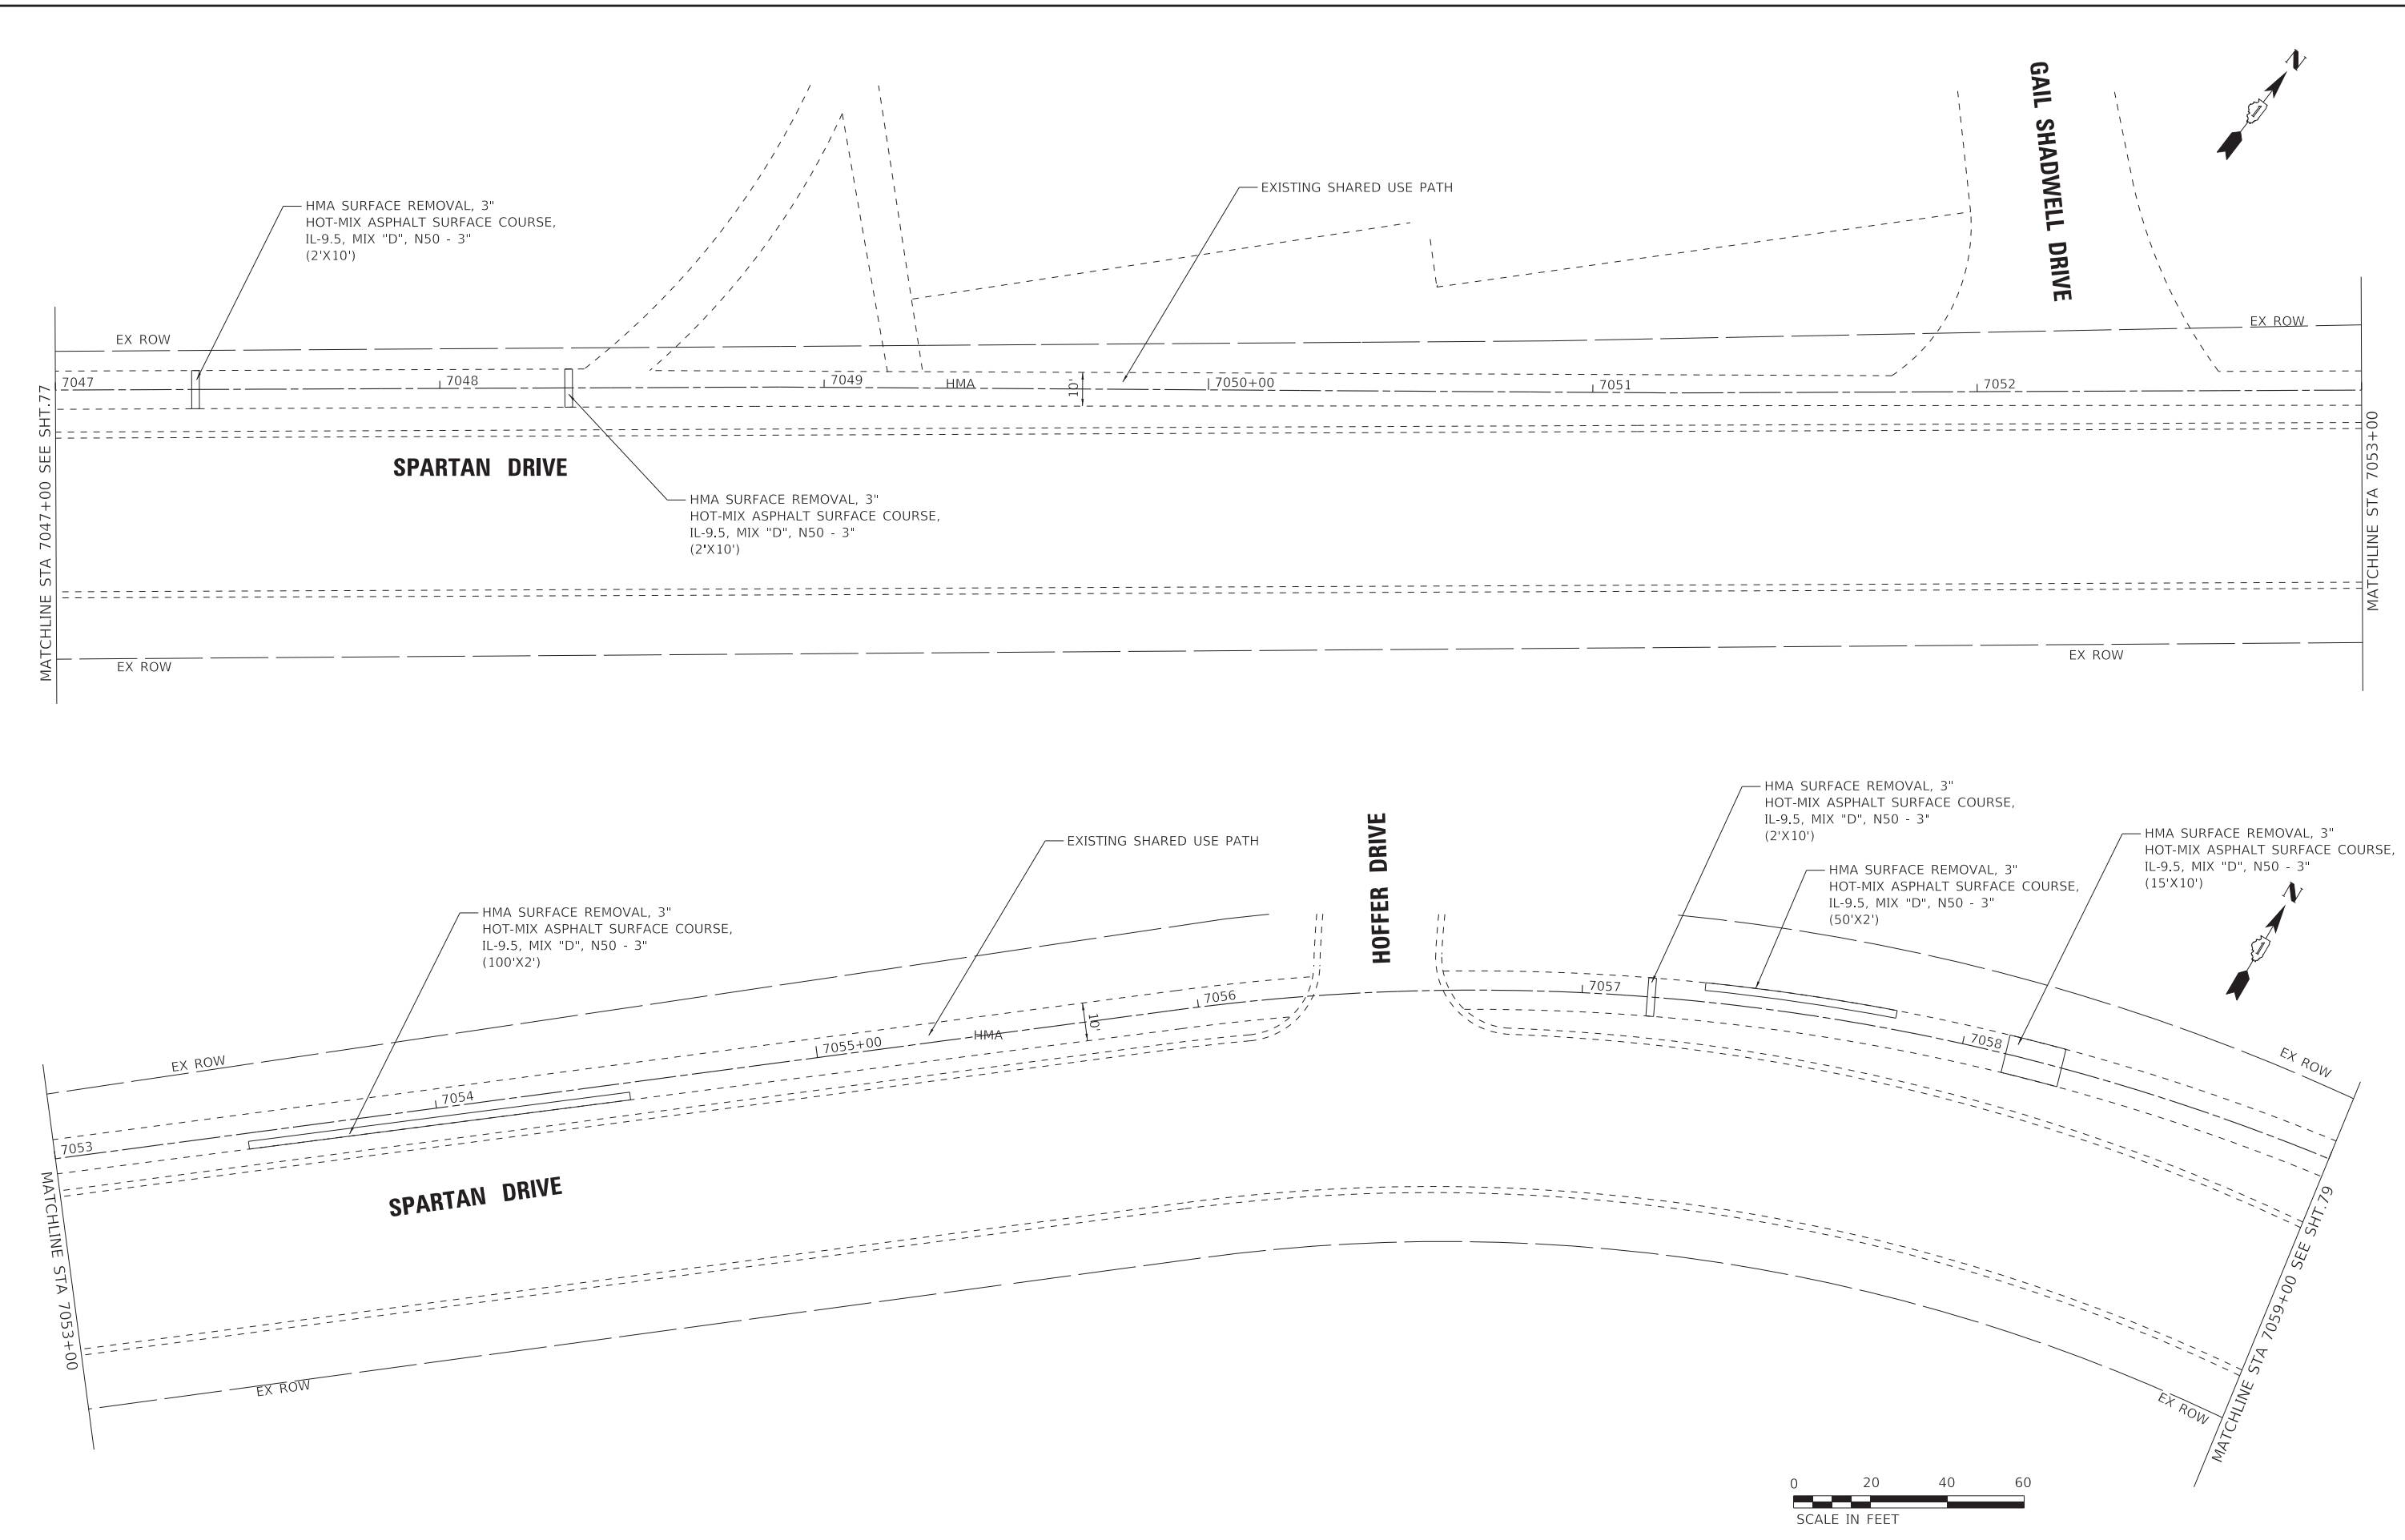 GAIL SHADWELL DRIVE
N
EXISTING SHARED USE PATH
HMA SURFACE REMOVAL, 3"
HOT-MIX ASPHALT SURFACE COURSE,
IL-9.5, MIX "D", N50 - 3"
(2'X10')
EX ROW
EX ROW
7047
7048
7049
HMA
10'
7050+00
7051
7052
MATCHLINE STA 7047+00 SEE SHT.77
MATCHLINE STA 7053+00
SPARTAN DRIVE
HMA SURFACE REMOVAL, 3"
HOT-MIX ASPHALT SURFACE COURSE,
IL-9.5, MIX "D", N50 - 3"
(2'X10')
EX ROW
EX ROW
HMA SURFACE REMOVAL, 3"
HOT-MIX ASPHALT SURFACE COURSE,
IL-9.5, MIX "D", N50 - 3"
(2'X10')
HOFFER DRIVE
EXISTING SHARED USE PATH
HMA SURFACE REMOVAL, 3"
HOT-MIX ASPHALT SURFACE COURSE,
IL-9.5, MIX "D", N50 - 3"
(15'X10')
HMA SURFACE REMOVAL, 3"
HOT-MIX ASPHALT SURFACE COURSE,
IL-9.5, MIX "D", N50 - 3"
(50'X2')
N
HMA SURFACE REMOVAL, 3"
HOT-MIX ASPHALT SURFACE COURSE,
IL-9.5, MIX "D", N50 - 3"
(100'X2')
EX ROW
EX ROW
7053
7054
7055+00
HMA
10'
7056
7057
7058
SPARTAN DRIVE
MATCHLINE STA 7053+00
MATCHLINE STA 7059+00 SEE SHT.79
EX ROW
EX ROW
0 20 40 60
SCALE IN FEET